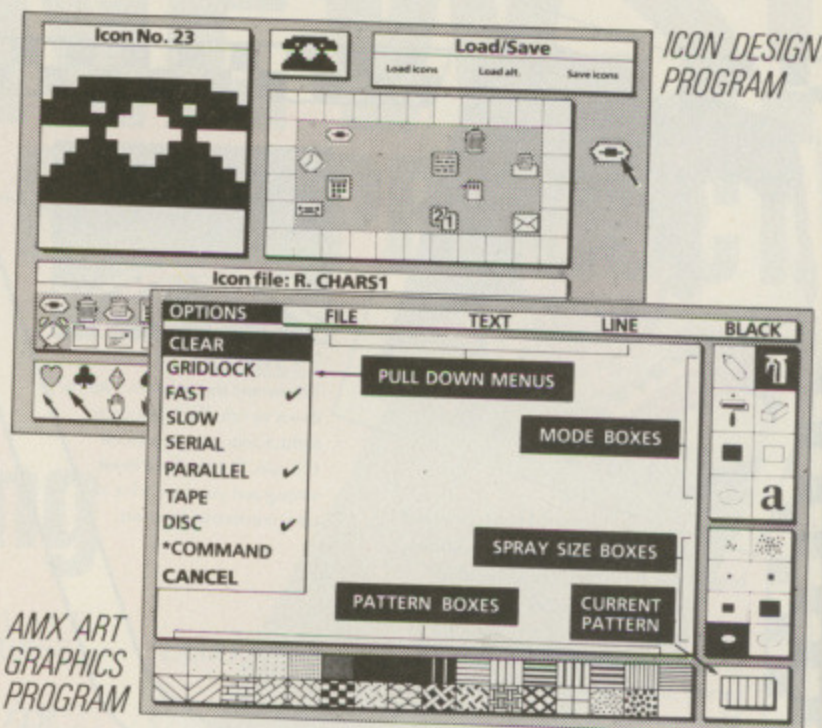 Icon No. 23
Load/Save
Load icons Load alt. Save icons
ICON DESIGN
PROGRAM
Icon file: R. CHARS1
OPTIONS FILE TEXT LINE BLACK
CLEAR
GRIDLOCK
FAST ✔
SLOW
SERIAL
PARALLEL ✔
TAPE
DISC ✔
*COMMAND
CANCEL
PULL DOWN MENUS
MODE BOXES
a
SPRAY SIZE BOXES
PATTERN BOXES
CURRENT
PATTERN
21
AMX ART
GRAPHICS
PROGRAM